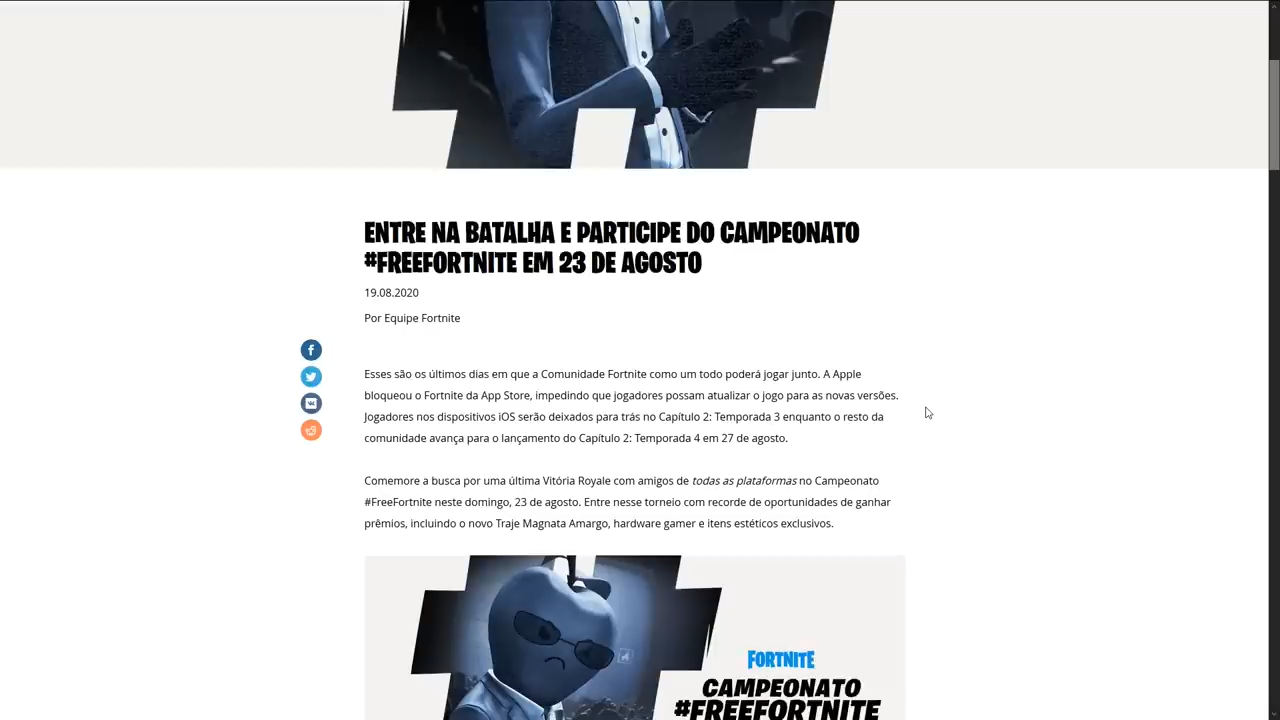 ENTRE NA BATALHA E PARTICIPE DO CAMPEONATO
#FREEFORTNITE EM 23 DE AGOSTO
19.08.2020
Por Equipe Fortnite
Esses são os últimos dias em que a Comunidade Fortnite como um todo poderá jogar junto. A Apple
bloqueou o Fortnite da App Store, impedindo que jogadores possam atualizar o jogo para as novas versões.
Jogadores nos dispositivos iOS serão deixados para trás no Capítulo 2: Temporada 3 enquanto o resto da
comunidade avança para o lançamento do Capítulo 2: Temporada 4 em 27 de agosto.
Comemore a busca por uma última Vitória Royale com amigos de todas as plataformas no Campeonato
#FreeFortnite neste domingo, 23 de agosto. Entre nesse torneio com recorde de oportunidades de ganhar
prêmios, incluindo o novo Traje Magnata Amargo, hardware gamer e itens estéticos exclusivos.
FORTNITE
CAMPEONATO
#FREEFORTNITE